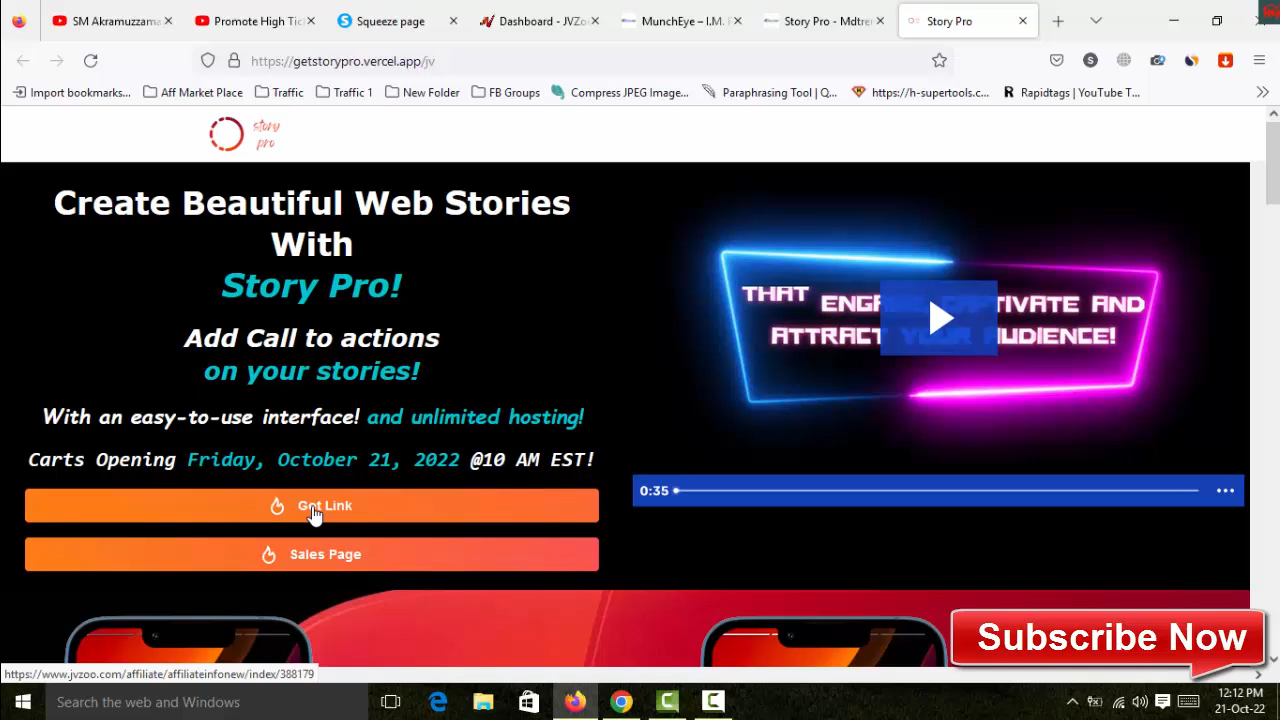 SM Akramuzzama
Promote High Tic
Squeeze page
Dashboard - JVZo
MunchEye – I.M. P
Story Pro - Mdtre
Story Pro
https://getstorypro.vercel.app/jv
Import bookmarks...
Aff Market Place
Traffic
Traffic 1
New Folder
FB Groups
Compress JPEG Image...
Paraphrasing Tool | Q...
https://h-supertools.c...
Rapidtags | YouTube T...
story
pro
Create Beautiful Web Stories
With
Story Pro!
Add Call to actions
on your stories!
With an easy-to-use interface! and unlimited hosting!
Carts Opening Friday, October 21, 2022 @10 AM EST!
Get Link
Sales Page
THAT ENGAGE CAPTIVATE AND
ATTRACT YOUR AUDIENCE!
0:35
Subscribe Now
https://www.jvzoo.com/affiliate/affiliateinfonew/index/388179
Search the web and Windows
12:12 PM
21-Oct-22